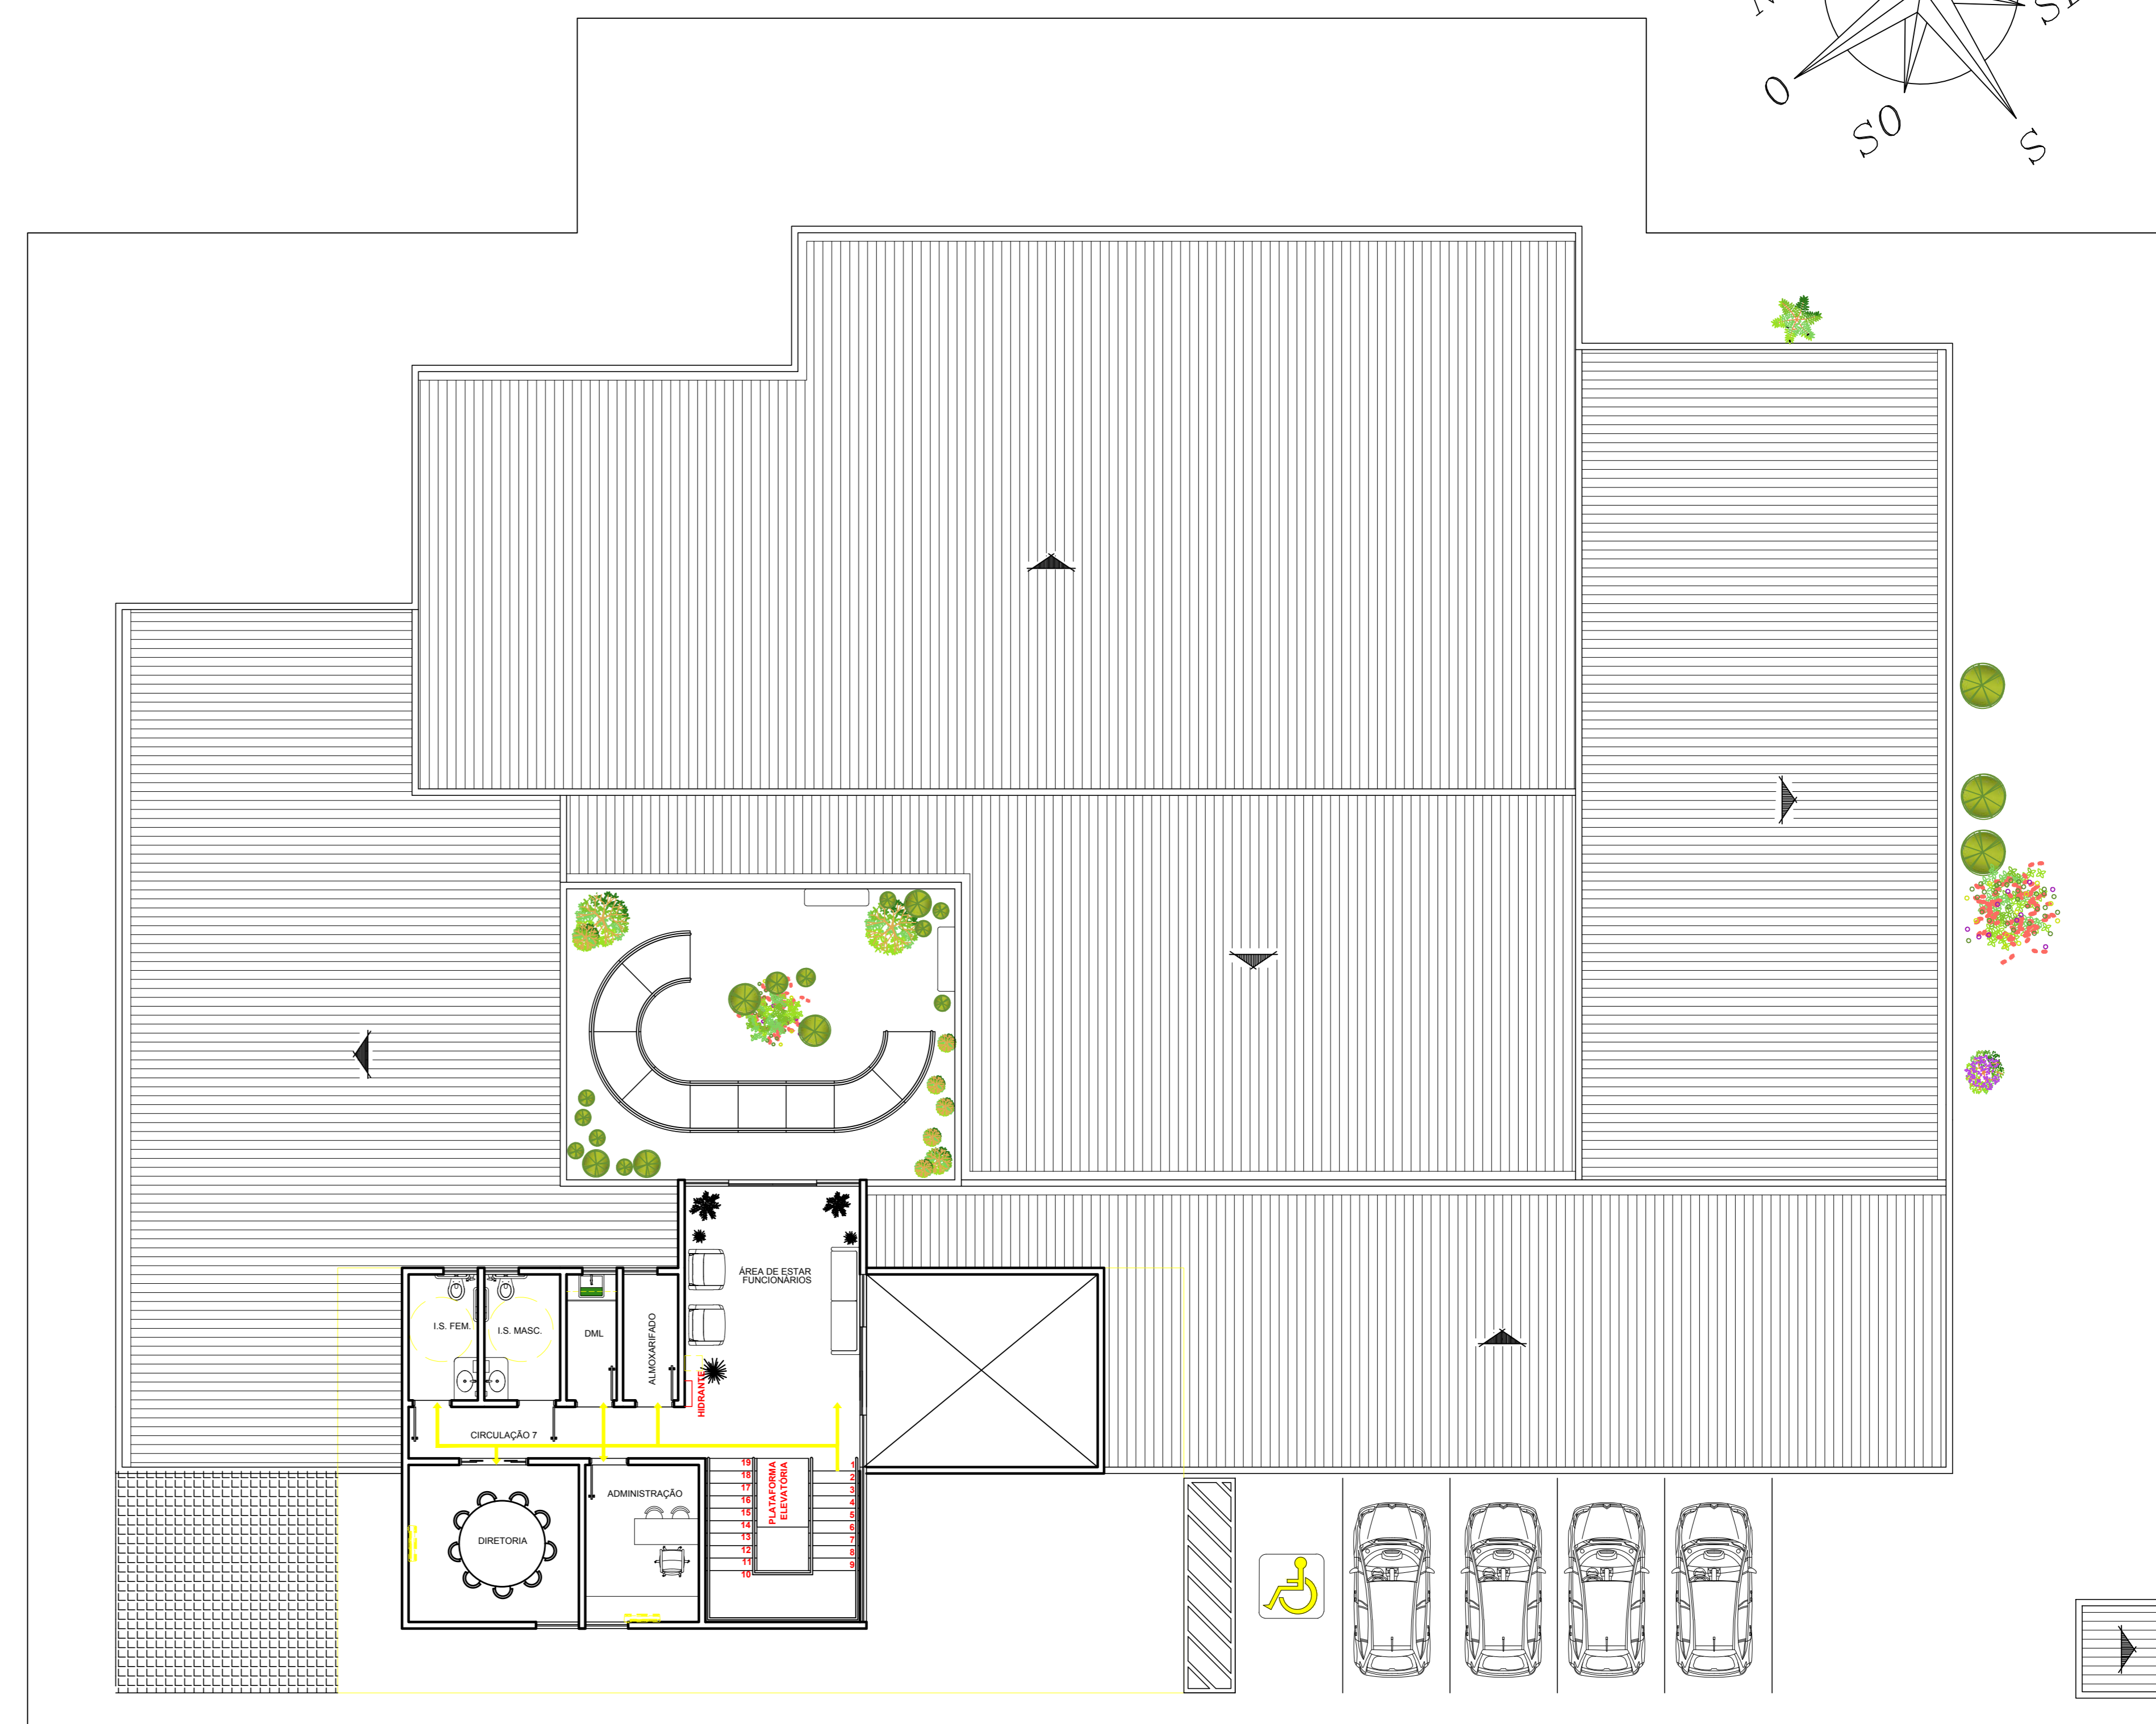 O
SO
S
ÁREA DE ESTAR
FUNCIONÁRIOS
I.S. FEM.
I.S. MASC.
DML
ALMOXARIFADO
HIDRANTE
CIRCULAÇÃO 7
DIRETORIA
ADMINISTRAÇÃO
PLATAFORMA
ELEVATÓRIA
19
18
17
16
15
14
13
12
11
10
1
2
3
4
5
6
7
8
9